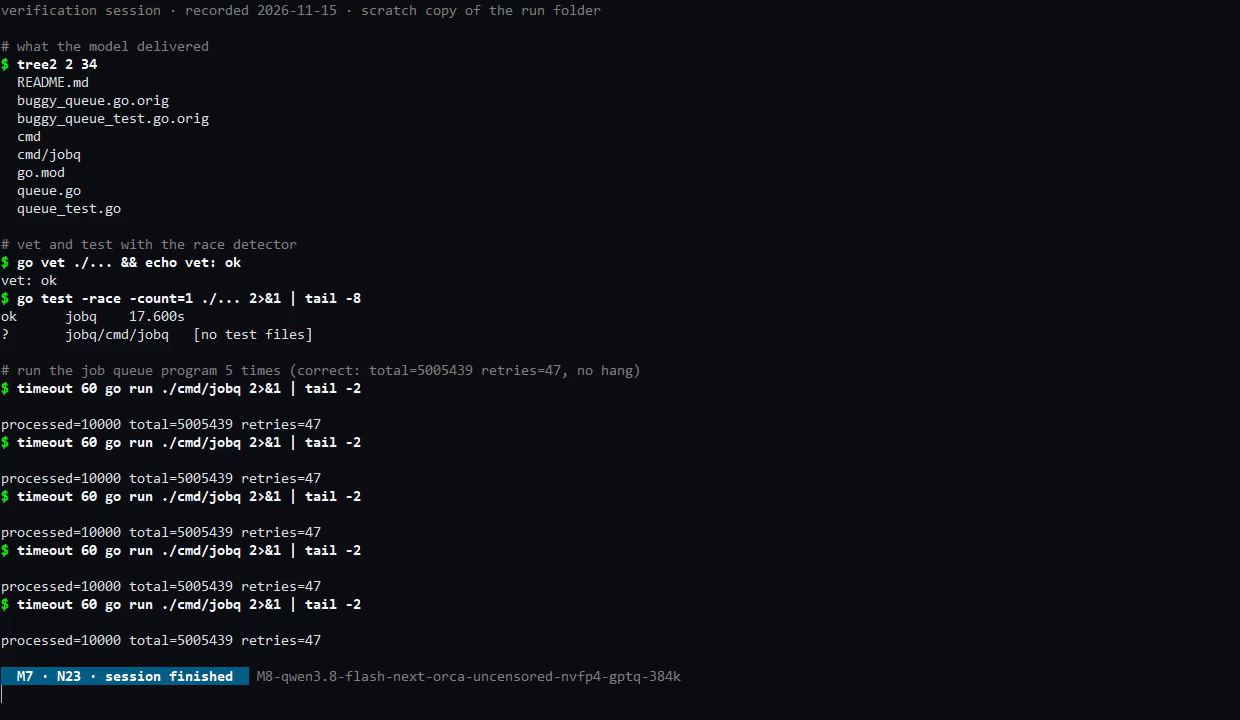 verification session · recorded 2026-11-15 · scratch copy of the run folder
# what the model delivered
$ tree2 2 34
README.md
buggy_queue.go.orig
buggy_queue_test.go.orig
cmd
cmd/jobq
go.mod
queue.go
queue_test.go
# vet and test with the race detector
$ go vet ./... && echo vet: ok
vet: ok
$ go test -race -count=1 ./... 2>&1 | tail -8
ok      jobq    17.600s
?       jobq/cmd/jobq   [no test files]
# run the job queue program 5 times (correct: total=5005439 retries=47, no hang)
$ timeout 60 go run ./cmd/jobq 2>&1 | tail -2
processed=10000 total=5005439 retries=47
$ timeout 60 go run ./cmd/jobq 2>&1 | tail -2
processed=10000 total=5005439 retries=47
$ timeout 60 go run ./cmd/jobq 2>&1 | tail -2
processed=10000 total=5005439 retries=47
$ timeout 60 go run ./cmd/jobq 2>&1 | tail -2
processed=10000 total=5005439 retries=47
$ timeout 60 go run ./cmd/jobq 2>&1 | tail -2
processed=10000 total=5005439 retries=47
M7 · N23 · session finished M8-qwen3.8-flash-next-orca-uncensored-nvfp4-gptq-384k